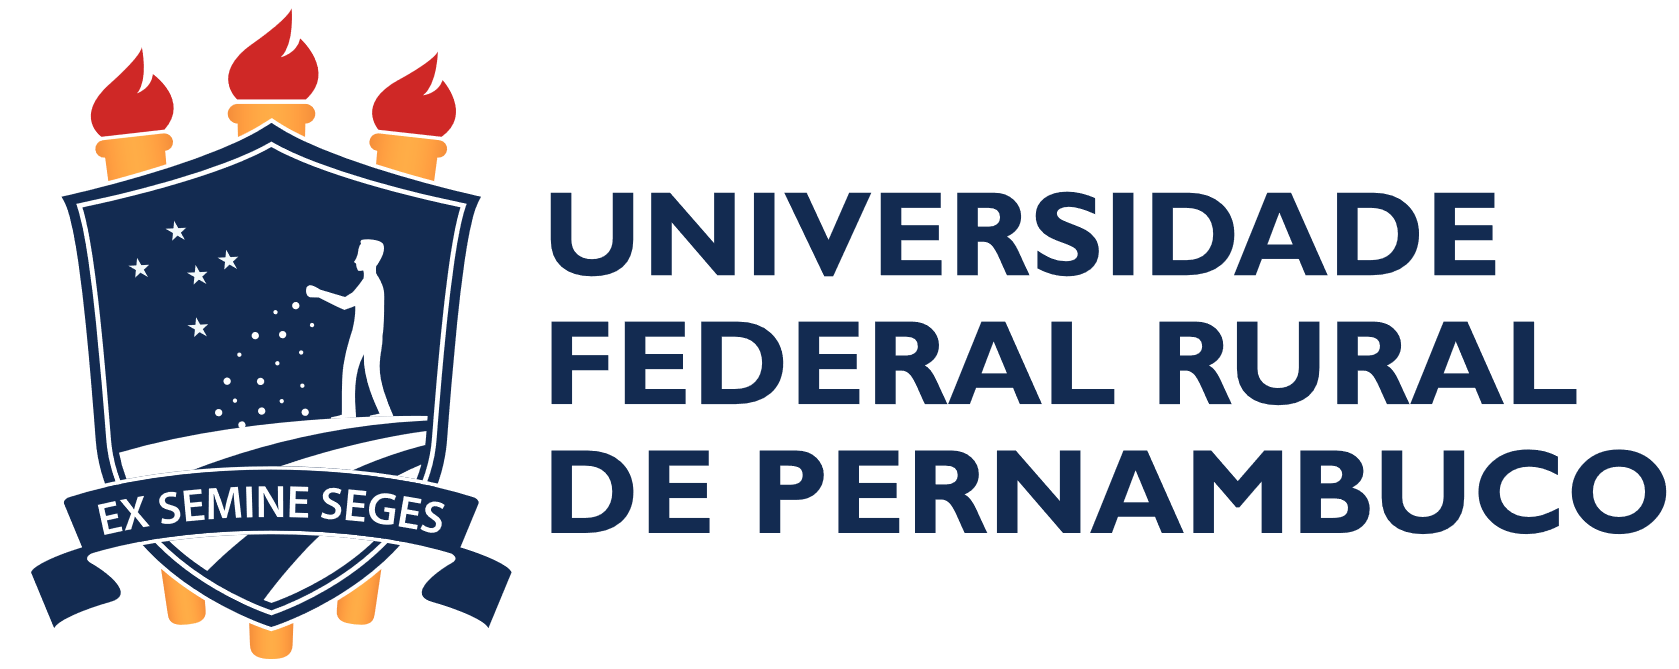 EX SEMINE SEGES
UNIVERSIDADE
FEDERAL RURAL
DE PERNAMBUCO